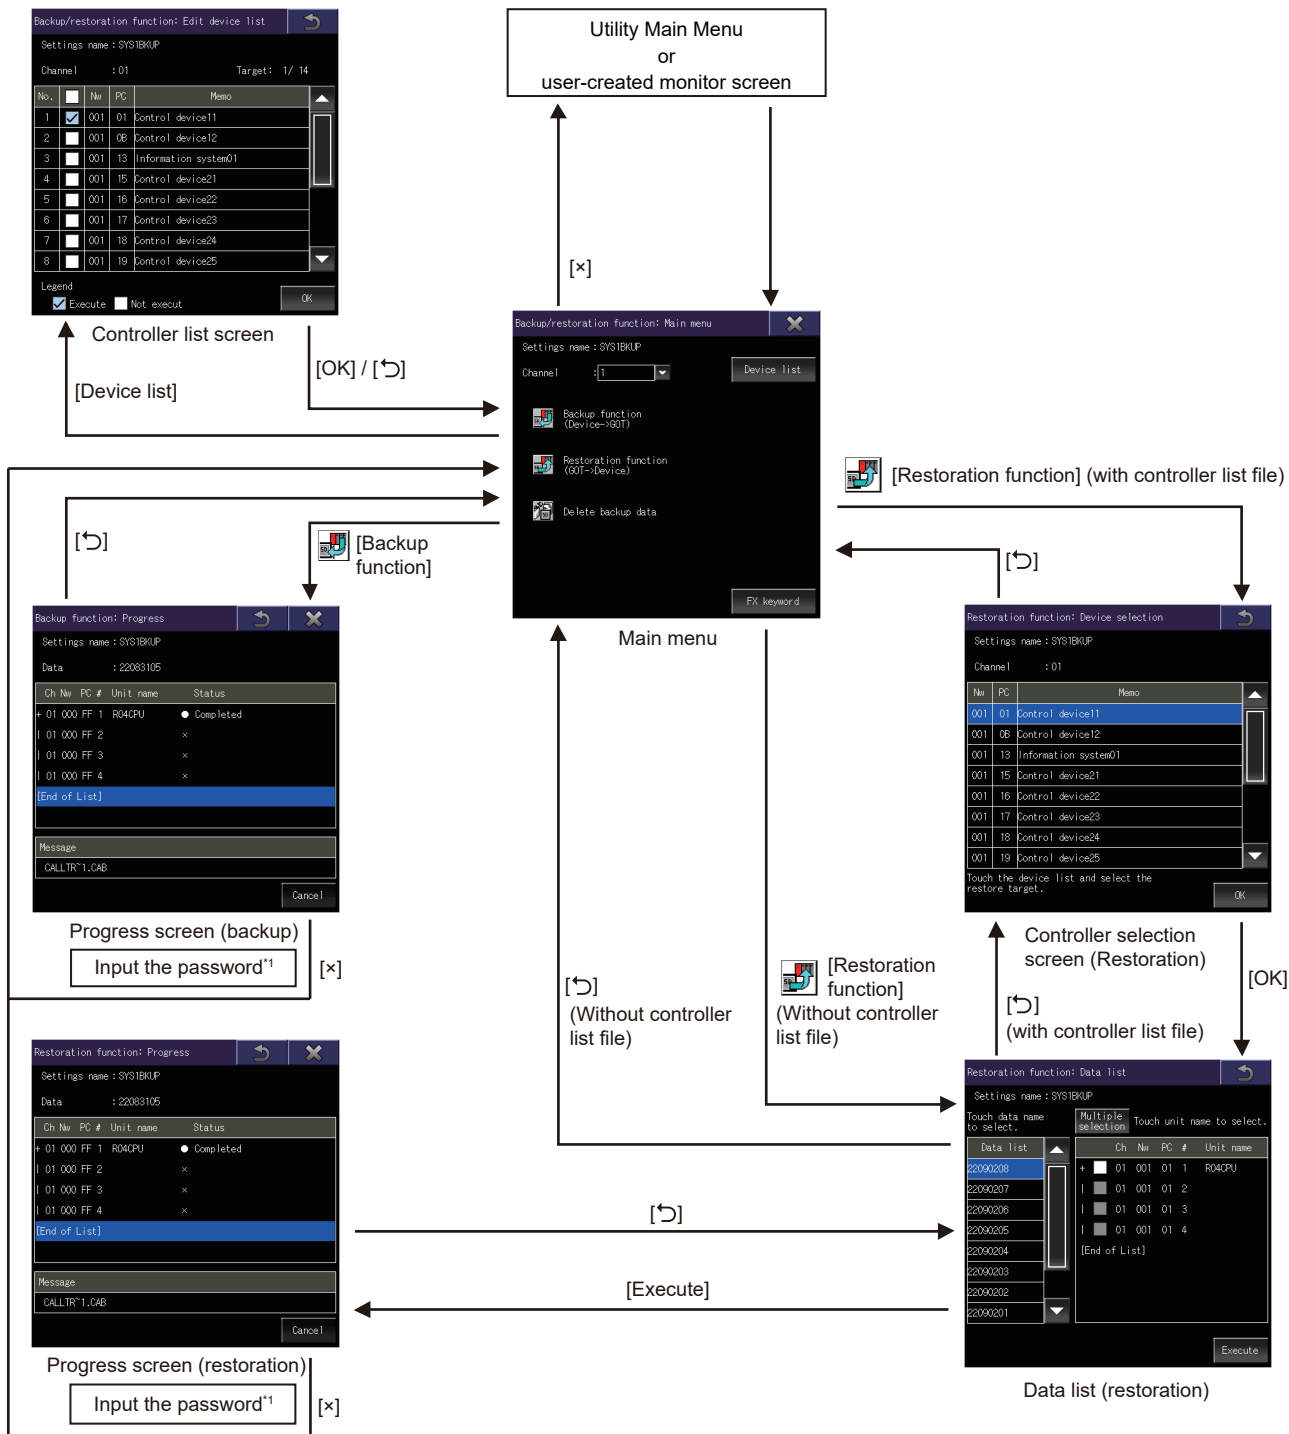 Backup/restoration function: Edit device list
Settings name : SYS1BKUP
Channel : 01 Target: 1/ 14
No. Nw PC Memo
1 001 01 Control device11
2 001 0B Control device12
3 001 13 Information system01
4 001 15 Control device21
5 001 16 Control device22
6 001 17 Control device23
7 001 18 Control device24
8 001 19 Control device25
Legend
Execute Not execut
OK
Controller list screen
[Device list]
[OK] / [⮌]
Utility Main Menu
or
user-created monitor screen
[×]
Backup/restoration function: Main menu
Settings name : SYS1BKUP
Channel : 1 Device list
Backup function
(Device->GOT)
Restoration function
(GOT->Device)
Delete backup data
FX keyword
Main menu
[⮌]
[Backup
function]
[Restoration function] (with controller list file)
[⮌]
Backup function: Progress
Settings name : SYS1BKUP
Data : 22083105
Ch Nw PC # Unit name Status
+ 01 000 FF 1 R04CPU ● Completed
| 01 000 FF 2 ×
| 01 000 FF 3 ×
| 01 000 FF 4 ×
[End of List]
Message
CALLTR~1.CAB
Cancel
Progress screen (backup)
Input the password*1
[×]
Restoration function: Device selection
Settings name : SYS1BKUP
Channel : 01
Nw PC Memo
001 01 Control device11
001 0B Control device12
001 13 Information system01
001 15 Control device21
001 16 Control device22
001 17 Control device23
001 18 Control device24
001 19 Control device25
Touch the device list and select the
restore target.
OK
Controller selection
screen (Restoration)
[OK]
[⮌]
(with controller list file)
[⮌]
(Without controller
list file)
[Restoration
function]
(Without controller
list file)
Restoration function: Progress
Settings name : SYS1BKUP
Data : 22083105
Ch Nw PC # Unit name Status
+ 01 000 FF 1 R04CPU ● Completed
| 01 000 FF 2 ×
| 01 000 FF 3 ×
| 01 000 FF 4 ×
[End of List]
Message
CALLTR~1.CAB
Cancel
Progress screen (restoration)
Input the password*1
[×]
[⮌]
[Execute]
Restoration function: Data list
Settings name : SYS1BKUP
Touch data name
to select.
Multiple
selection
Touch unit name to select.
Data list
22090208
22090207
22090206
22090205
22090204
22090203
22090202
22090201
Ch Nw PC # Unit name
+ 01 001 01 1 R04CPU
| 01 001 01 2
| 01 001 01 3
| 01 001 01 4
[End of List]
Execute
Data list (restoration)